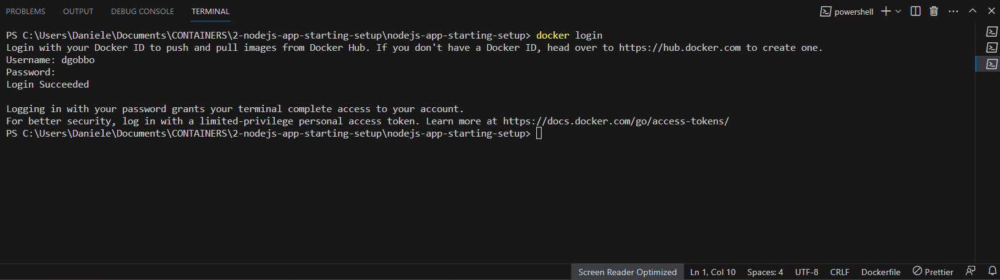 PROBLEMS OUTPUT DEBUG CONSOLE TERMINAL powershell
PS C:\Users\Daniele\Documents\CONTAINERS\2-nodejs-app-starting-setup\nodejs-app-starting-setup> docker login
Login with your Docker ID to push and pull images from Docker Hub. If you don't have a Docker ID, head over to https://hub.docker.com to create one.
Username: dgobbo
Password:
Login Succeeded
Logging in with your password grants your terminal complete access to your account.
For better security, log in with a limited-privilege personal access token. Learn more at https://docs.docker.com/go/access-tokens/
PS C:\Users\Daniele\Documents\CONTAINERS\2-nodejs-app-starting-setup\nodejs-app-starting-setup>
Screen Reader Optimized Ln 1, Col 10 Spaces: 4 UTF-8 CRLF Dockerfile Prettier